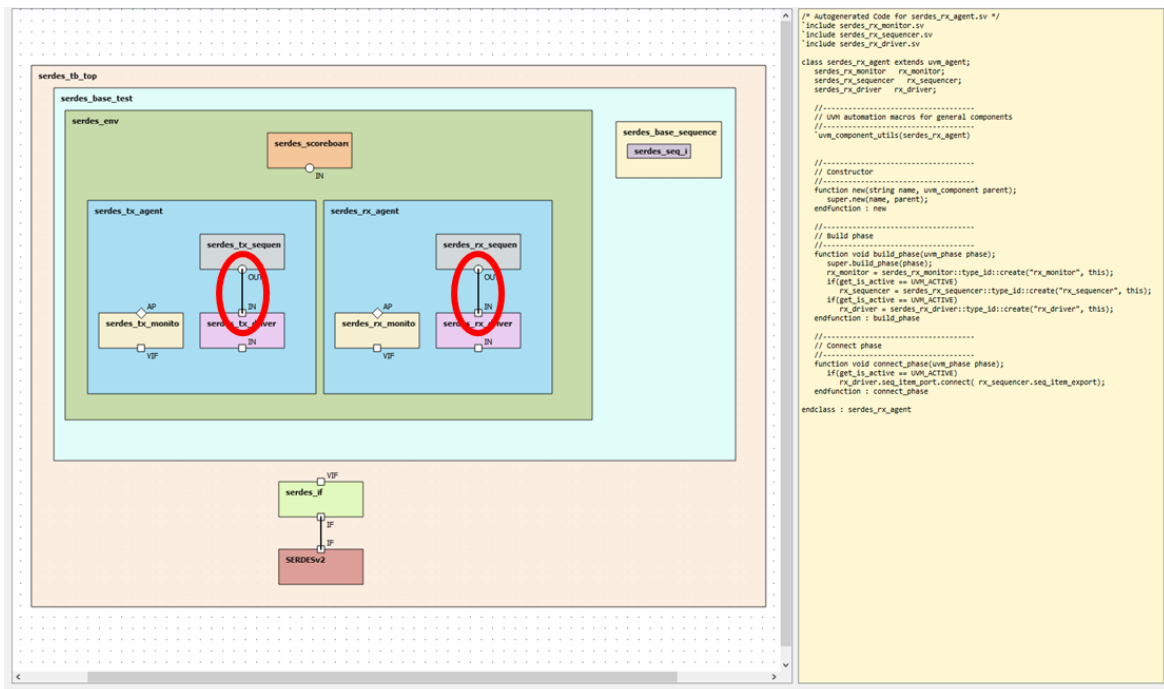 serdes_tb_top
serdes_base_test
serdes_env
serdes_scoreboan
IN
serdes_base_sequence
serdes_seq_i
serdes_tx_agent
serdes_tx_sequen
OUT
IN
AP
serdes_tx_monito
VIF
serdes_tx_driver
IN
serdes_rx_agent
serdes_rx_sequen
OUT
IN
AP
serdes_rx_monito
VIF
serdes_rx_driver
IN
VIF
serdes_if
IF
IF
SERDESv2
/* Autogenerated Code for serdes_rx_agent.sv */
`include serdes_rx_monitor.sv
`include serdes_rx_sequencer.sv
`include serdes_rx_driver.sv
class serdes_rx_agent extends uvm_agent;
serdes_rx_monitor rx_monitor;
serdes_rx_sequencer rx_sequencer;
serdes_rx_driver rx_driver;
//------------------------------------
// UVM automation macros for general components
//------------------------------------
`uvm_component_utils(serdes_rx_agent)
//------------------------------------
// Constructor
//------------------------------------
function new(string name, uvm_component parent);
super.new(name, parent);
endfunction : new
//------------------------------------
// Build phase
//------------------------------------
function void build_phase(uvm_phase phase);
super.build_phase(phase);
rx_monitor = serdes_rx_monitor::type_id::create("rx_monitor", this);
if(get_is_active == UVM_ACTIVE)
rx_sequencer = serdes_rx_sequencer::type_id::create("rx_sequencer", this);
if(get_is_active == UVM_ACTIVE)
rx_driver = serdes_rx_driver::type_id::create("rx_driver", this);
endfunction : build_phase
//------------------------------------
// Connect phase
//------------------------------------
function void connect_phase(uvm_phase phase);
if(get_is_active == UVM_ACTIVE)
rx_driver.seq_item_port.connect( rx_sequencer.seq_item_export);
endfunction : connect_phase
endclass : serdes_rx_agent